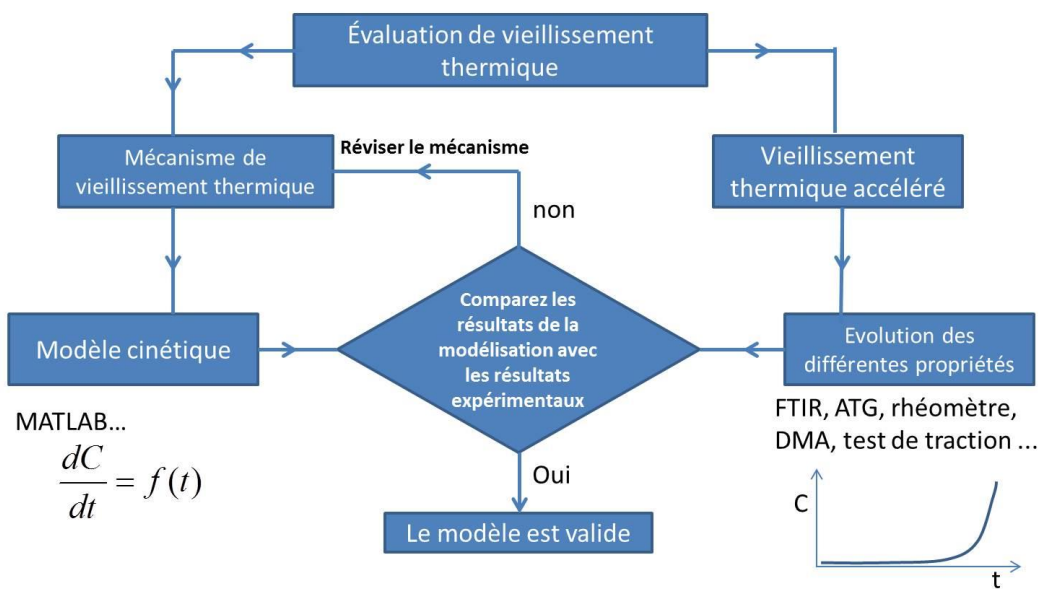 Évaluation de vieillissement
thermique
Mécanisme de
vieillissement thermique
Réviser le mécanisme
Vieillissement
thermique accéléré
non
Comparez les
résultats de la
modélisation avec
les résultats
expérimentaux
Modèle cinétique
Evolution des
différentes propriétés
MATLAB...
dC
dt
= f(t)
FTIR, ATG, rhéomètre,
DMA, test de traction ...
Oui
Le modèle est valide
C
t